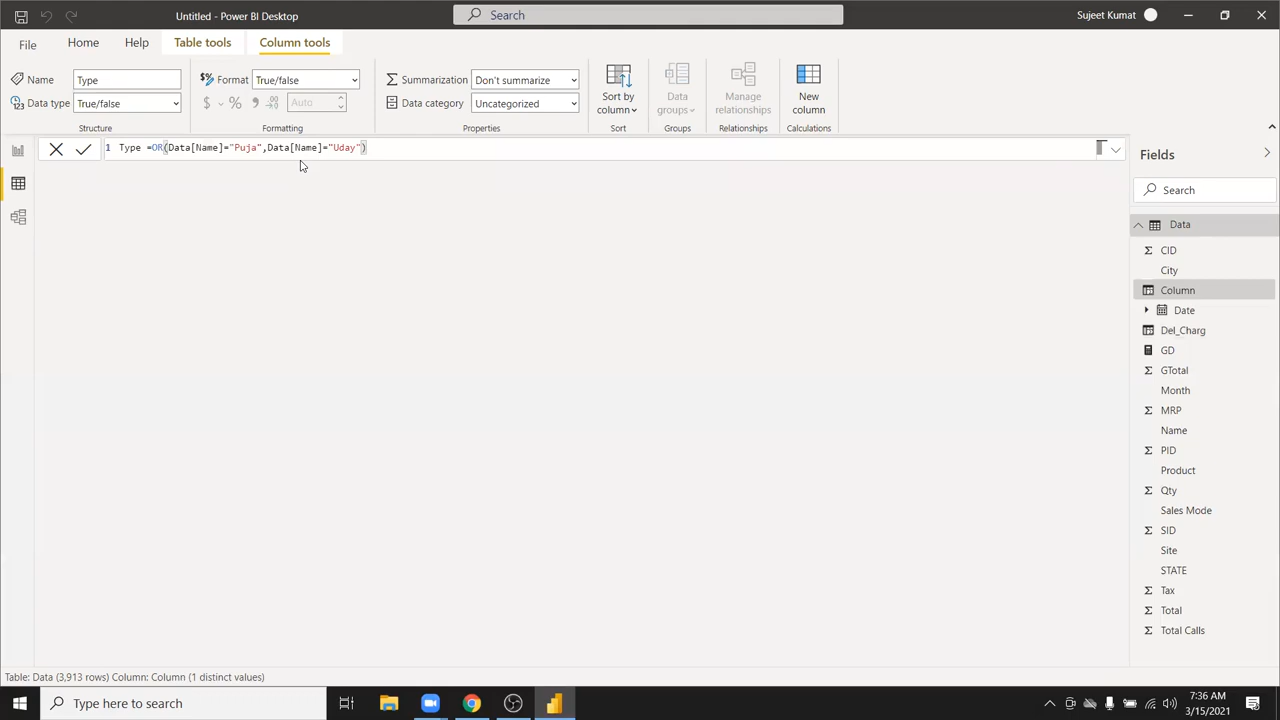 Untitled - Power BI Desktop
Search
Sujeet Kumat
File
Home
Help
Table tools
Column tools
Name
Type
Format
True/false
Summarization
Don't summarize
Data type
True/false
$ % 9 Auto
Data category
Uncategorized
Sort by
column
Data
groups
Manage
relationships
New
column
Structure
Formatting
Properties
Sort
Groups
Relationships
Calculations
1 Type =OR(Data[Name]="Puja",Data[Name]="Uday")
Fields
Search
Data
CID
City
Column
Date
Del_Charg
GD
GTotal
Month
MRP
Name
PID
Product
Qty
Sales Mode
SID
Site
STATE
Tax
Total
Total Calls
Table: Data (3,913 rows) Column: Column (1 distinct values)
Type here to search
7:36 AM
3/15/2021